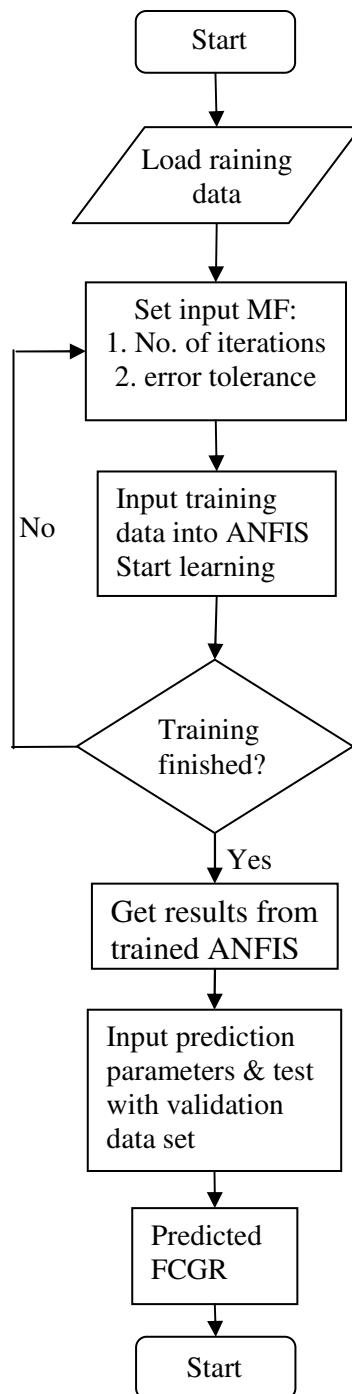 Start
Load raining
data
Set input MF:
1. No. of iterations
2. error tolerance
Input training
data into ANFIS
Start learning
No
Training
finished?
Yes
Get results from
trained ANFIS
Input prediction
parameters & test
with validation
data set
Predicted
FCGR
Start